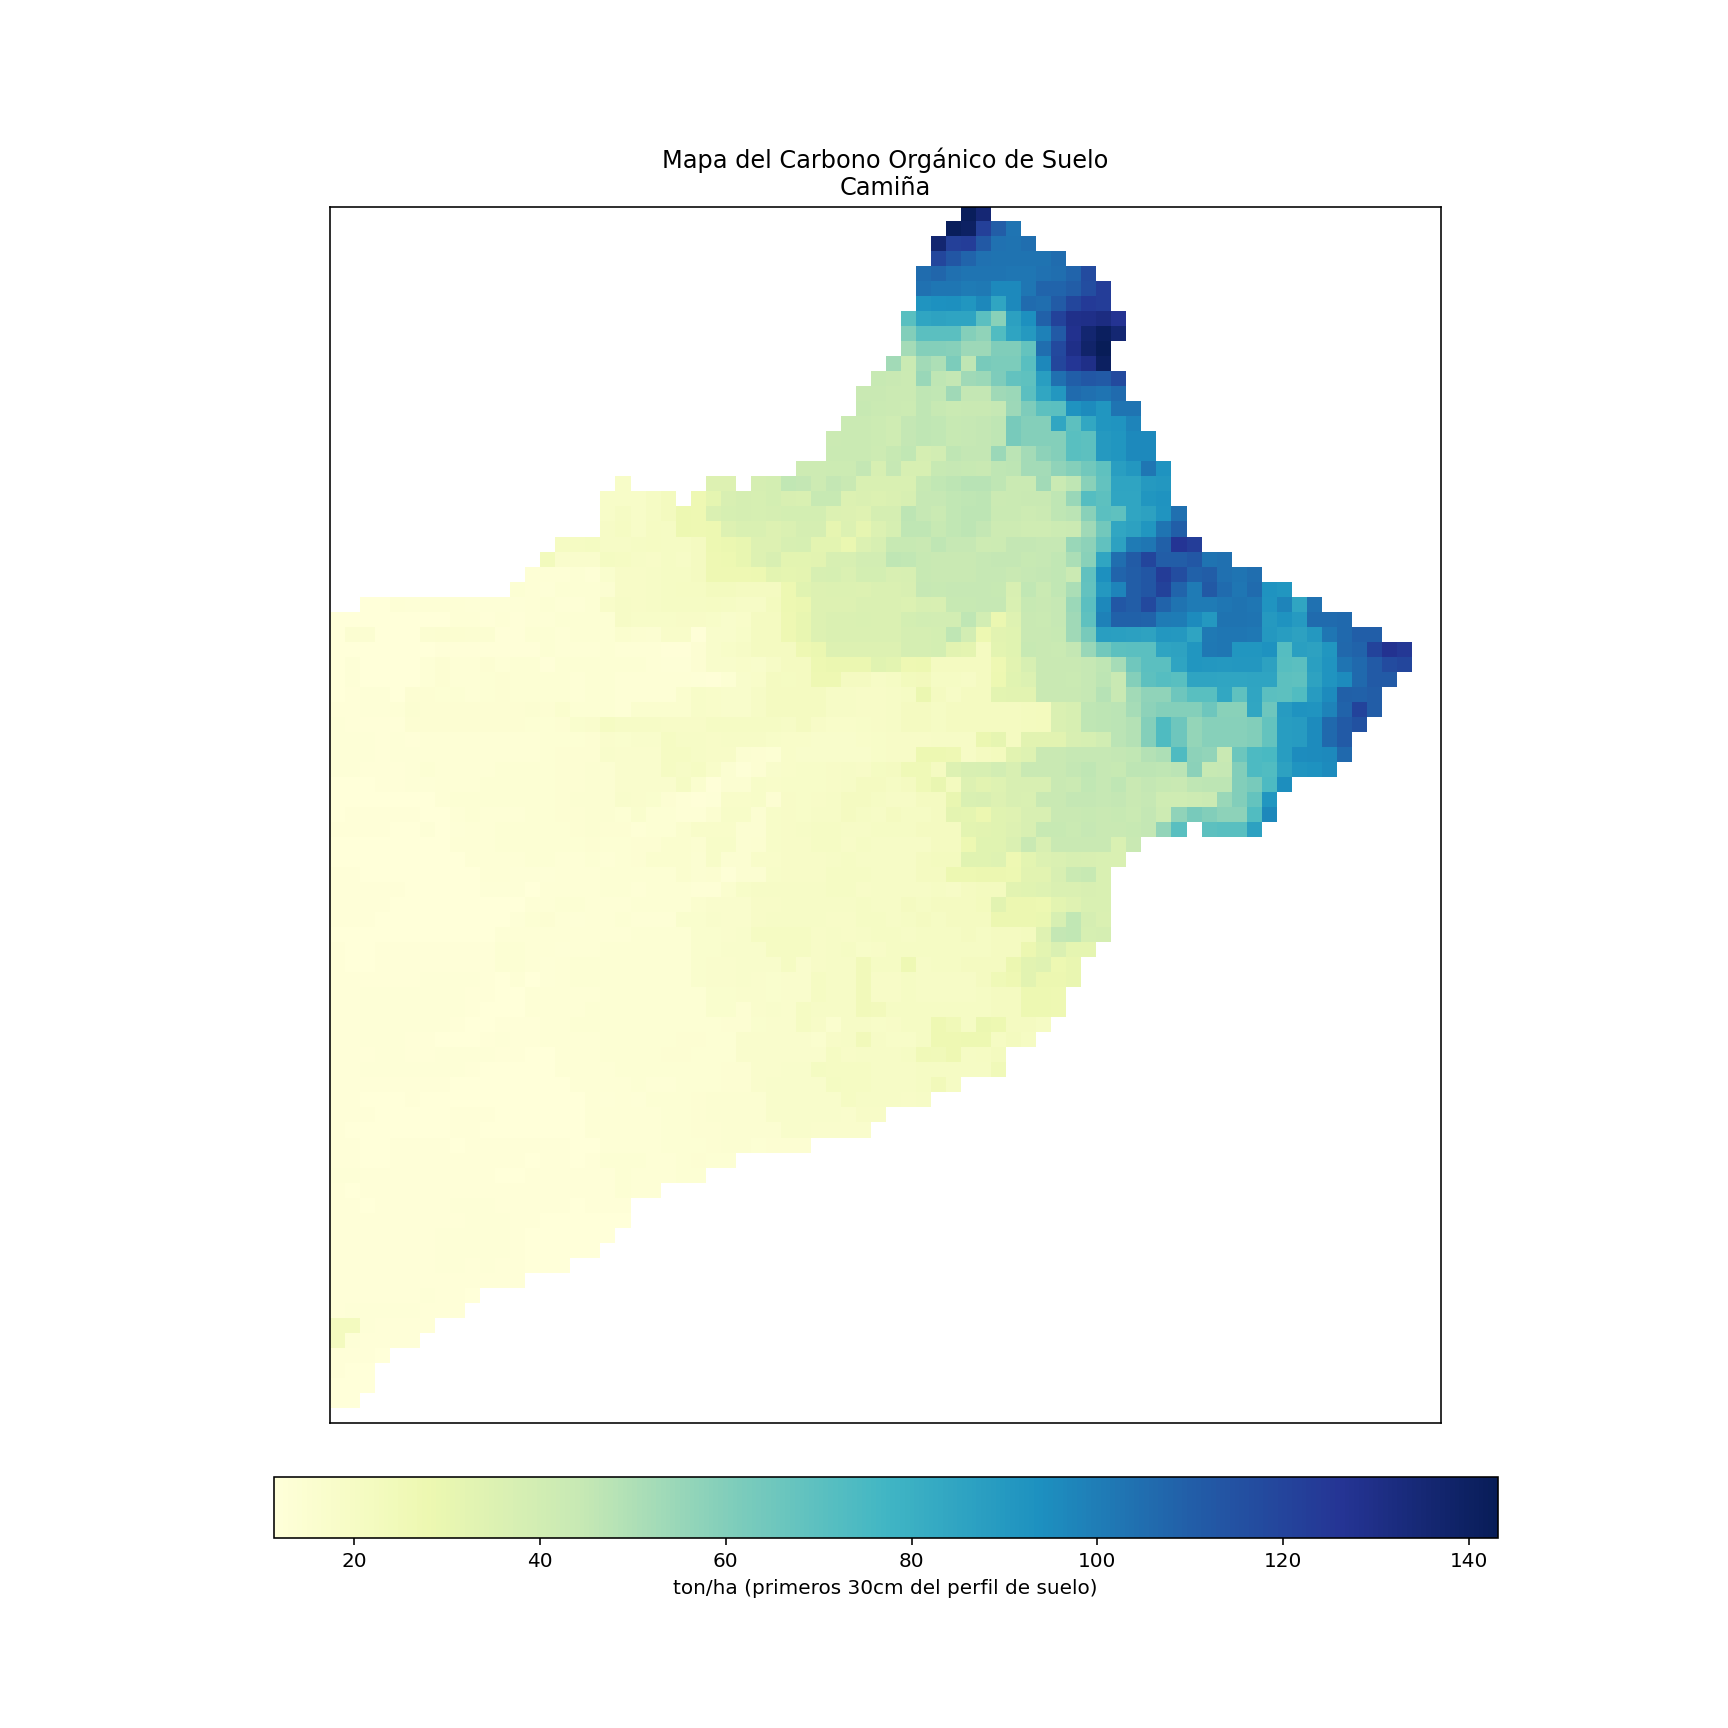 Mapa del Carbono Orgánico de Suelo
Camiña
20 40 60 80 100 120 140
ton/ha (primeros 30cm del perfil de suelo)